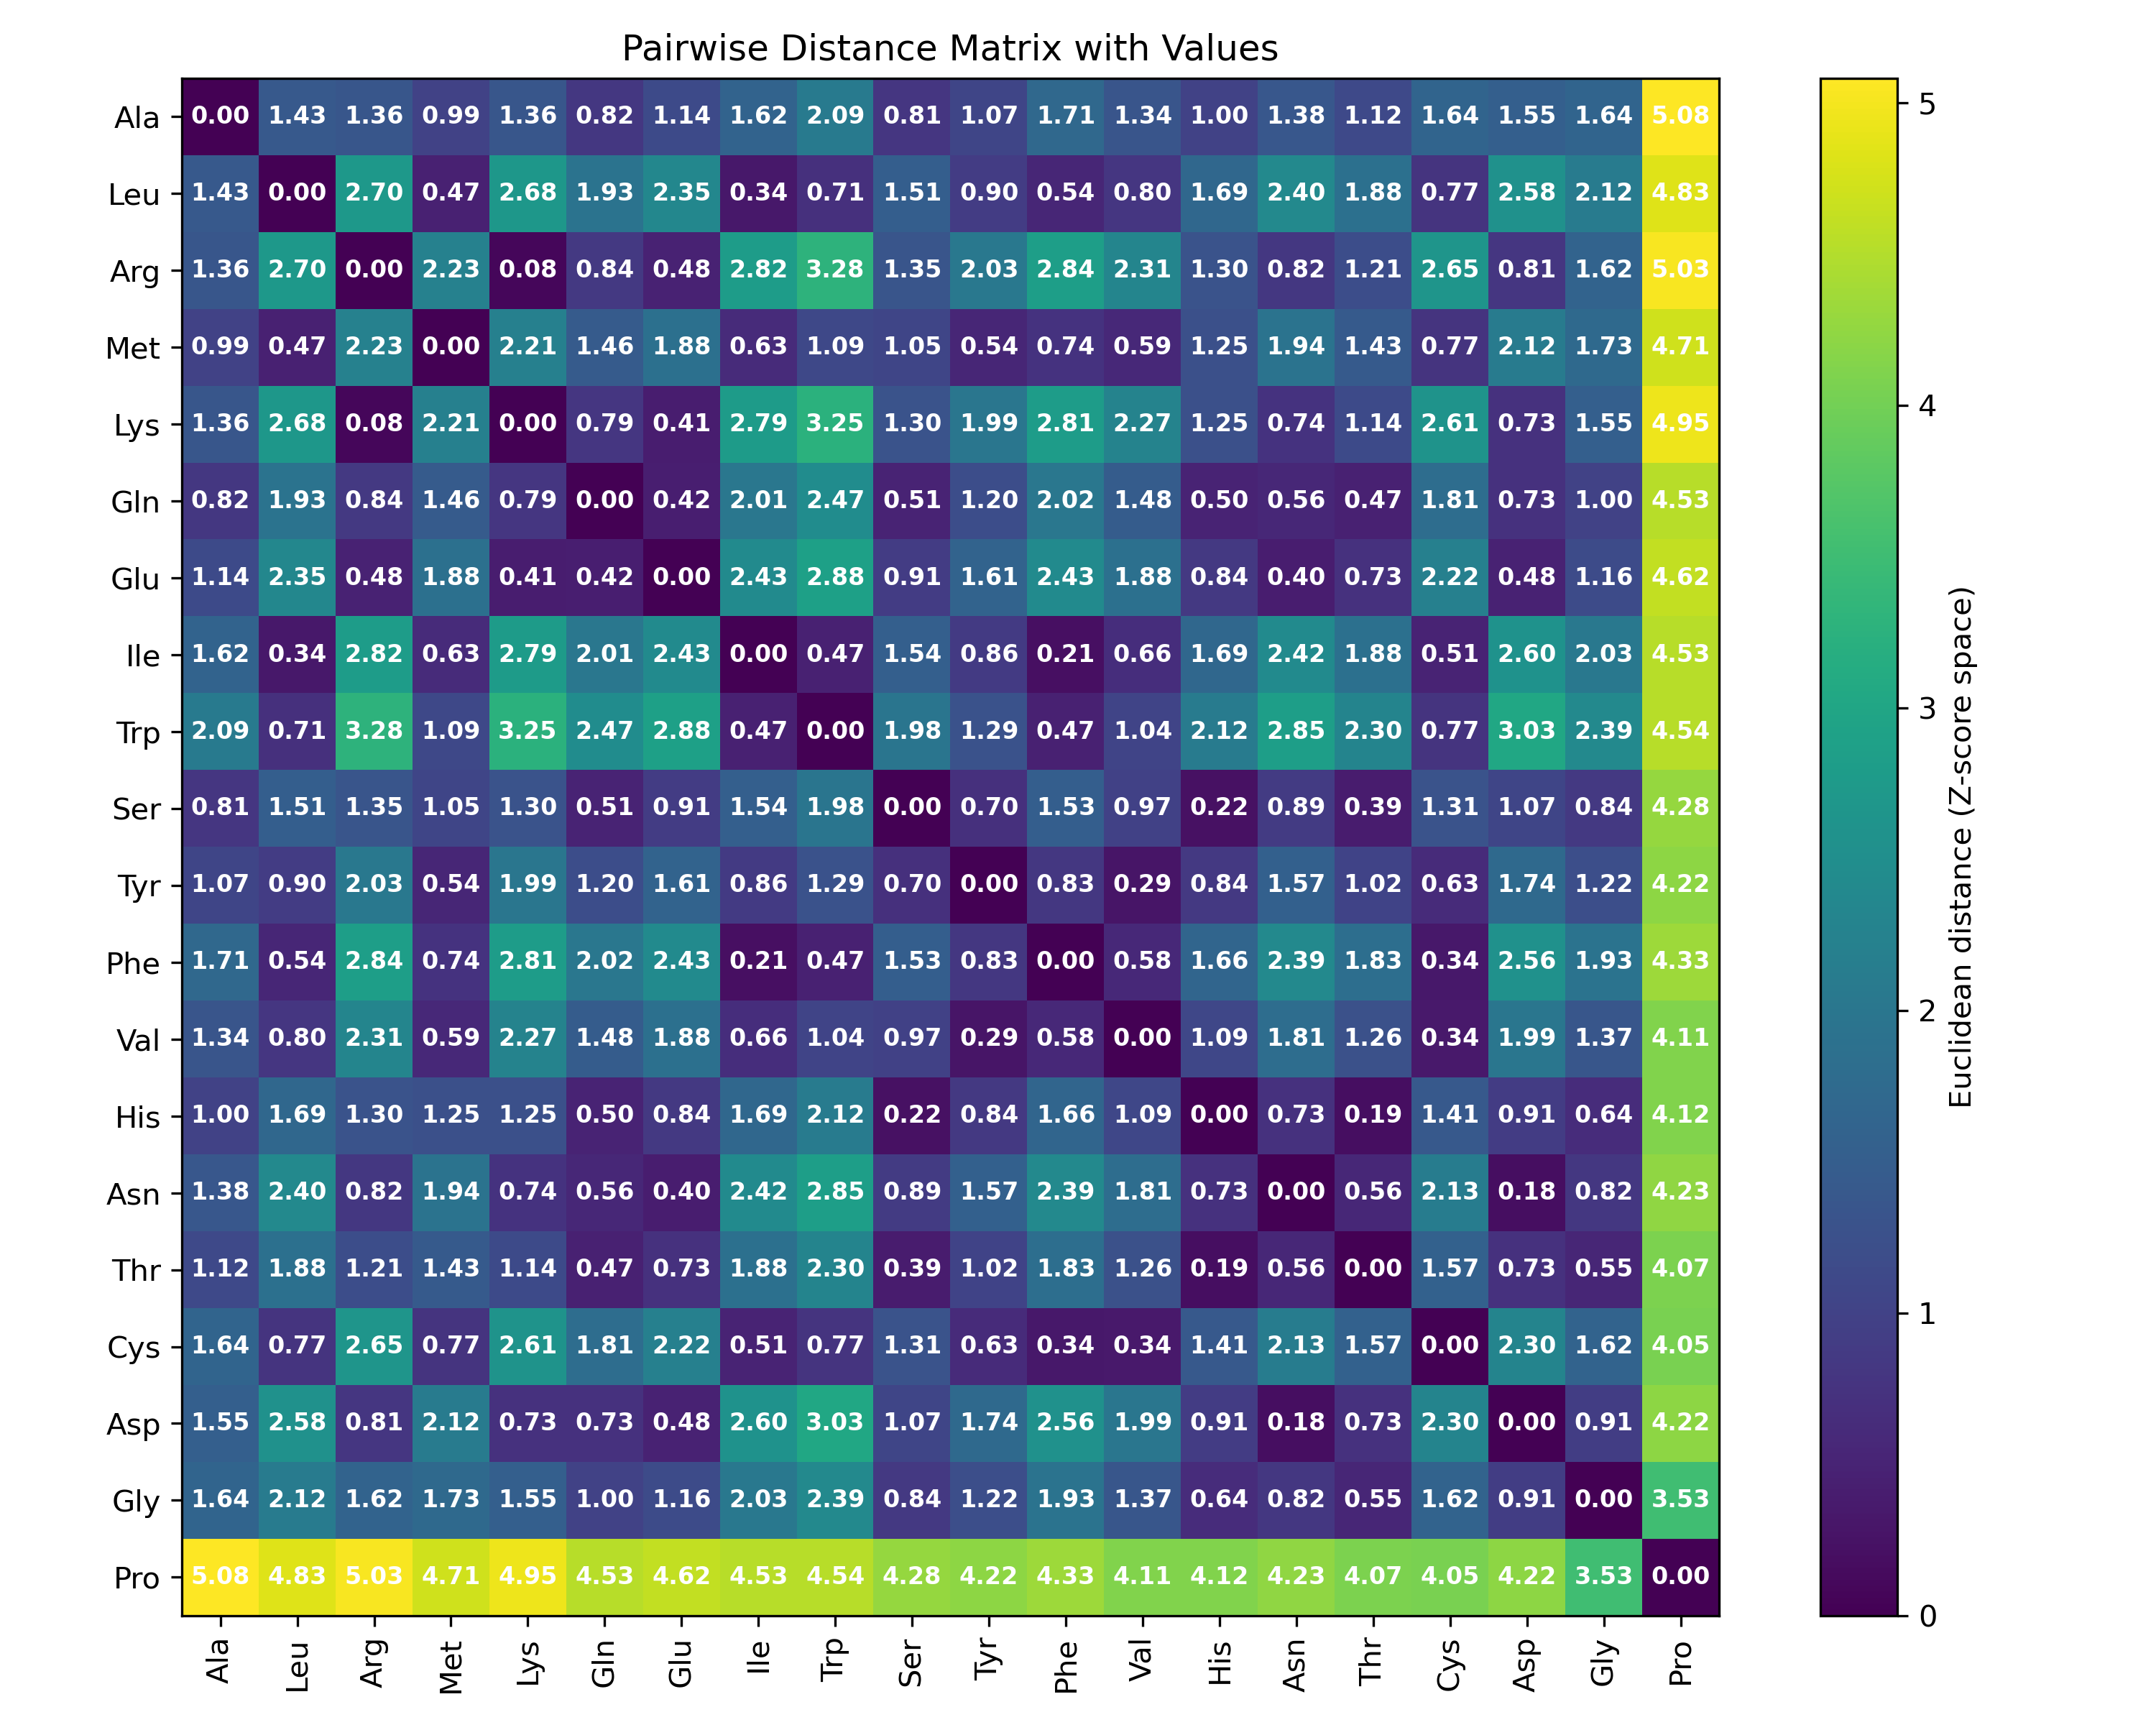 Pairwise Distance Matrix with Values
Ala 0.00 1.43 1.36 0.99 1.36 0.82 1.14 1.62 2.09 0.81 1.07 1.71 1.34 1.00 1.38 1.12 1.64 1.55 1.64 5.08
Leu 1.43 0.00 2.70 0.47 2.68 1.93 2.35 0.34 0.71 1.51 0.90 0.54 0.80 1.69 2.40 1.88 0.77 2.58 2.12 4.83
Arg 1.36 2.70 0.00 2.23 0.08 0.84 0.48 2.82 3.28 1.35 2.03 2.84 2.31 1.30 0.82 1.21 2.65 0.81 1.62 5.03
Met 0.99 0.47 2.23 0.00 2.21 1.46 1.88 0.63 1.09 1.05 0.54 0.74 0.59 1.25 1.94 1.43 0.77 2.12 1.73 4.71
Lys 1.36 2.68 0.08 2.21 0.00 0.79 0.41 2.79 3.25 1.30 1.99 2.81 2.27 1.25 0.74 1.14 2.61 0.73 1.55 4.95
Gln 0.82 1.93 0.84 1.46 0.79 0.00 0.42 2.01 2.47 0.51 1.20 2.02 1.48 0.50 0.56 0.47 1.81 0.73 1.00 4.53
Glu 1.14 2.35 0.48 1.88 0.41 0.42 0.00 2.43 2.88 0.91 1.61 2.43 1.88 0.84 0.40 0.73 2.22 0.48 1.16 4.62
Ile 1.62 0.34 2.82 0.63 2.79 2.01 2.43 0.00 0.47 1.54 0.86 0.21 0.66 1.69 2.42 1.88 0.51 2.60 2.03 4.53
Trp 2.09 0.71 3.28 1.09 3.25 2.47 2.88 0.47 0.00 1.98 1.29 0.47 1.04 2.12 2.85 2.30 0.77 3.03 2.39 4.54
Ser 0.81 1.51 1.35 1.05 1.30 0.51 0.91 1.54 1.98 0.00 0.70 1.53 0.97 0.22 0.89 0.39 1.31 1.07 0.84 4.28
Tyr 1.07 0.90 2.03 0.54 1.99 1.20 1.61 0.86 1.29 0.70 0.00 0.83 0.29 0.84 1.57 1.02 0.63 1.74 1.22 4.22
Phe 1.71 0.54 2.84 0.74 2.81 2.02 2.43 0.21 0.47 1.53 0.83 0.00 0.58 1.66 2.39 1.83 0.34 2.56 1.93 4.33
Val 1.34 0.80 2.31 0.59 2.27 1.48 1.88 0.66 1.04 0.97 0.29 0.58 0.00 1.09 1.81 1.26 0.34 1.99 1.37 4.11
His 1.00 1.69 1.30 1.25 1.25 0.50 0.84 1.69 2.12 0.22 0.84 1.66 1.09 0.00 0.73 0.19 1.41 0.91 0.64 4.12
Asn 1.38 2.40 0.82 1.94 0.74 0.56 0.40 2.42 2.85 0.89 1.57 2.39 1.81 0.73 0.00 0.56 2.13 0.18 0.82 4.23
Thr 1.12 1.88 1.21 1.43 1.14 0.47 0.73 1.88 2.30 0.39 1.02 1.83 1.26 0.19 0.56 0.00 1.57 0.73 0.55 4.07
Cys 1.64 0.77 2.65 0.77 2.61 1.81 2.22 0.51 0.77 1.31 0.63 0.34 0.34 1.41 2.13 1.57 0.00 2.30 1.62 4.05
Asp 1.55 2.58 0.81 2.12 0.73 0.73 0.48 2.60 3.03 1.07 1.74 2.56 1.99 0.91 0.18 0.73 2.30 0.00 0.91 4.22
Gly 1.64 2.12 1.62 1.73 1.55 1.00 1.16 2.03 2.39 0.84 1.22 1.93 1.37 0.64 0.82 0.55 1.62 0.91 0.00 3.53
Pro 5.08 4.83 5.03 4.71 4.95 4.53 4.62 4.53 4.54 4.28 4.22 4.33 4.11 4.12 4.23 4.07 4.05 4.22 3.53 0.00
Ala Leu Arg Met Lys Gln Glu Ile Trp Ser Tyr Phe Val His Asn Thr Cys Asp Gly Pro
5
4
3
2
1
0
Euclidean distance (Z-score space)